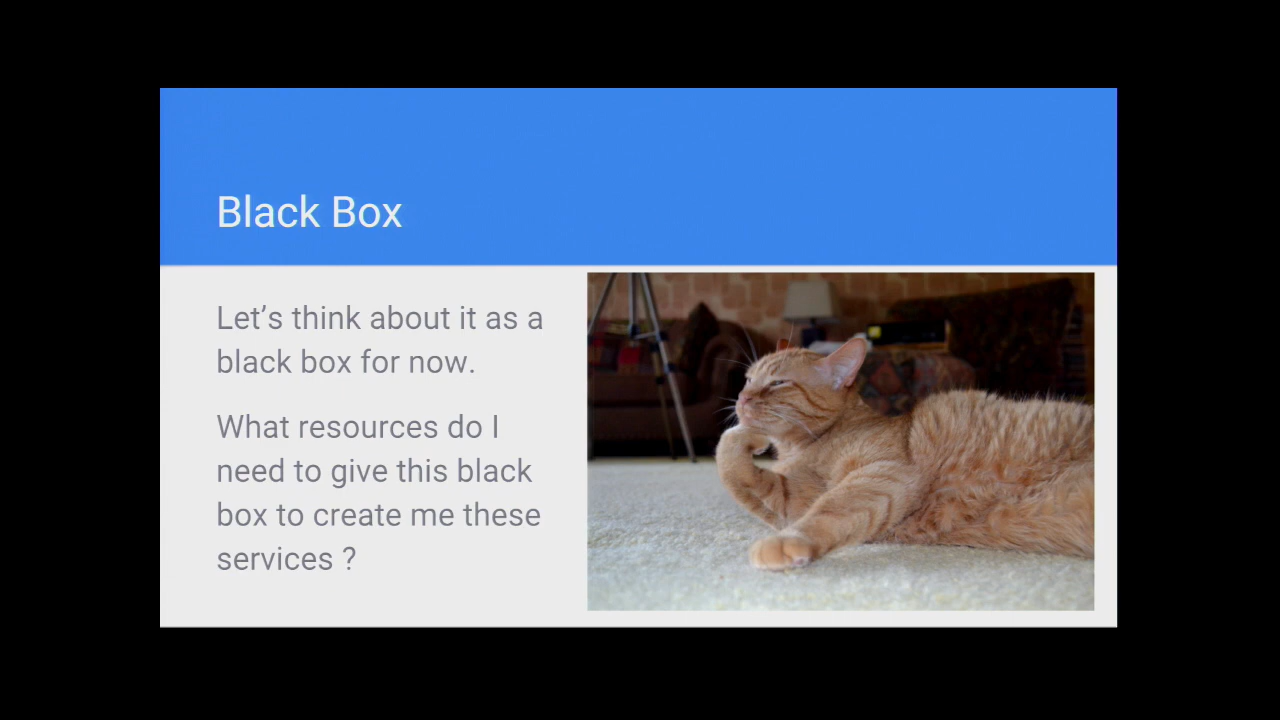 Black Box
Let’s think about it as a
black box for now.
What resources do I
need to give this black
box to create me these
services ?